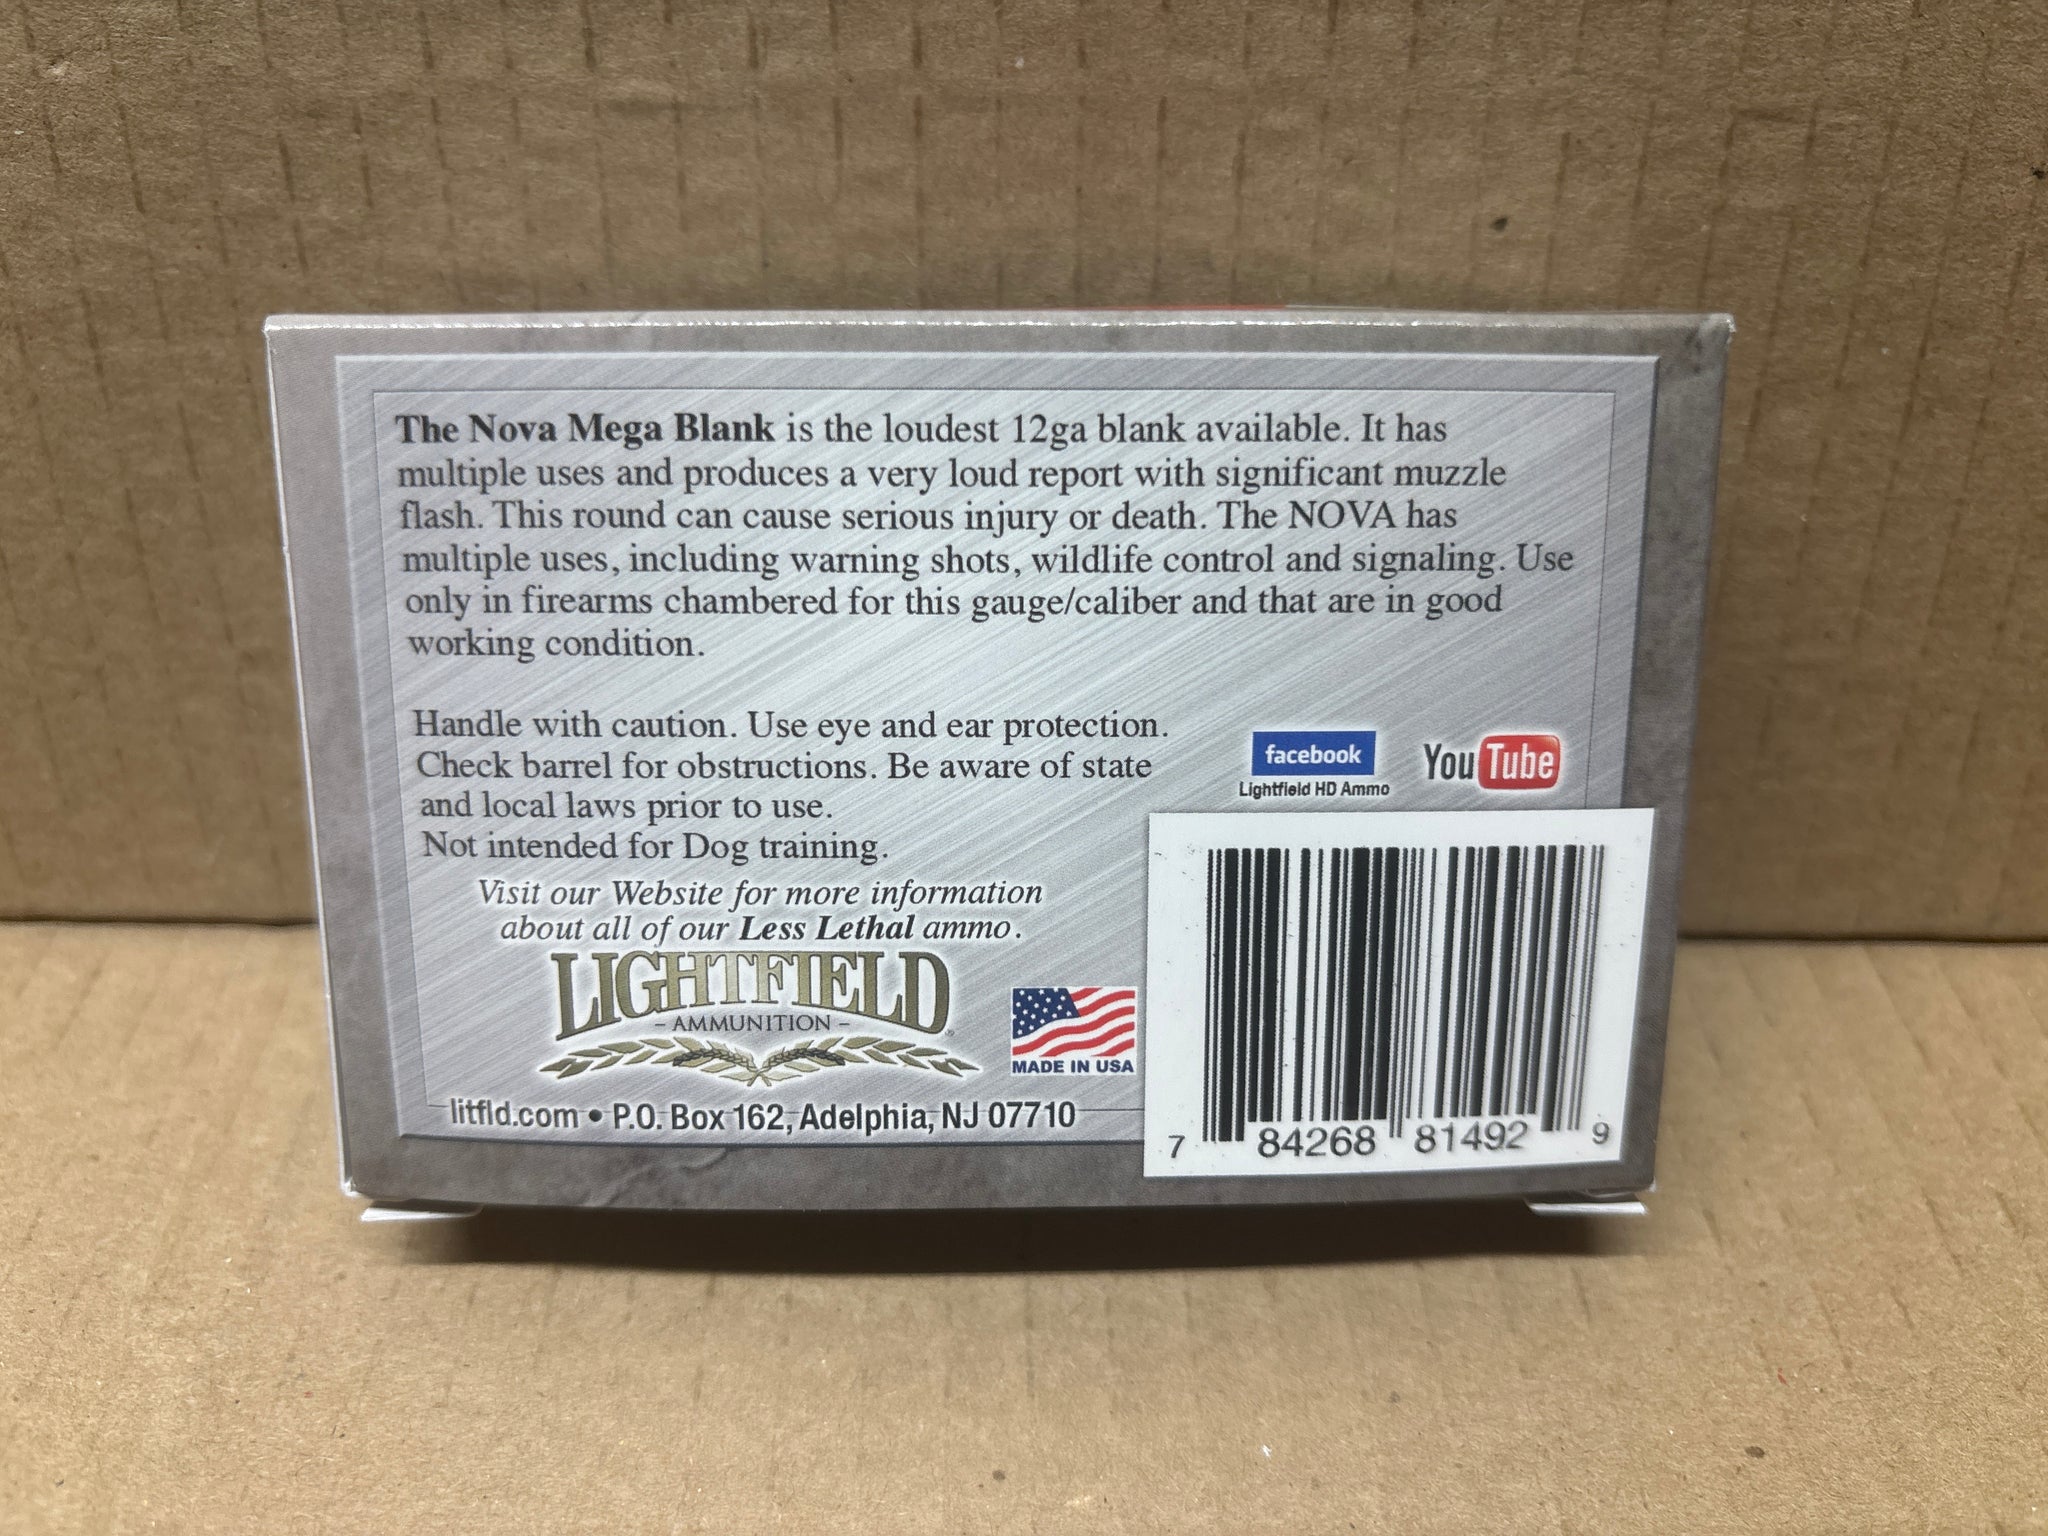 The Nova Mega Blank is the loudest 12ga blank available. It has
multiple uses and produces a very loud report with significant muzzle
flash. This round can cause serious injury or death. The NOVA has
multiple uses, including warning shots, wildlife control and signaling. Use
only in firearms chambered for this gauge/caliber and that are in good
working condition.
Handle with caution. Use eye and ear protection.
Check barrel for obstructions. Be aware of state
and local laws prior to use.
Not intended for Dog training.
Visit our Website for more information
about all of our Less Lethal ammo.
LIGHTFIELD
- AMMUNITION -
MADE IN USA
litfld.com • P.O. Box 162, Adelphia, NJ 07710
facebook
Lightfield HD Ammo
YouTube
7 84268 81492 9